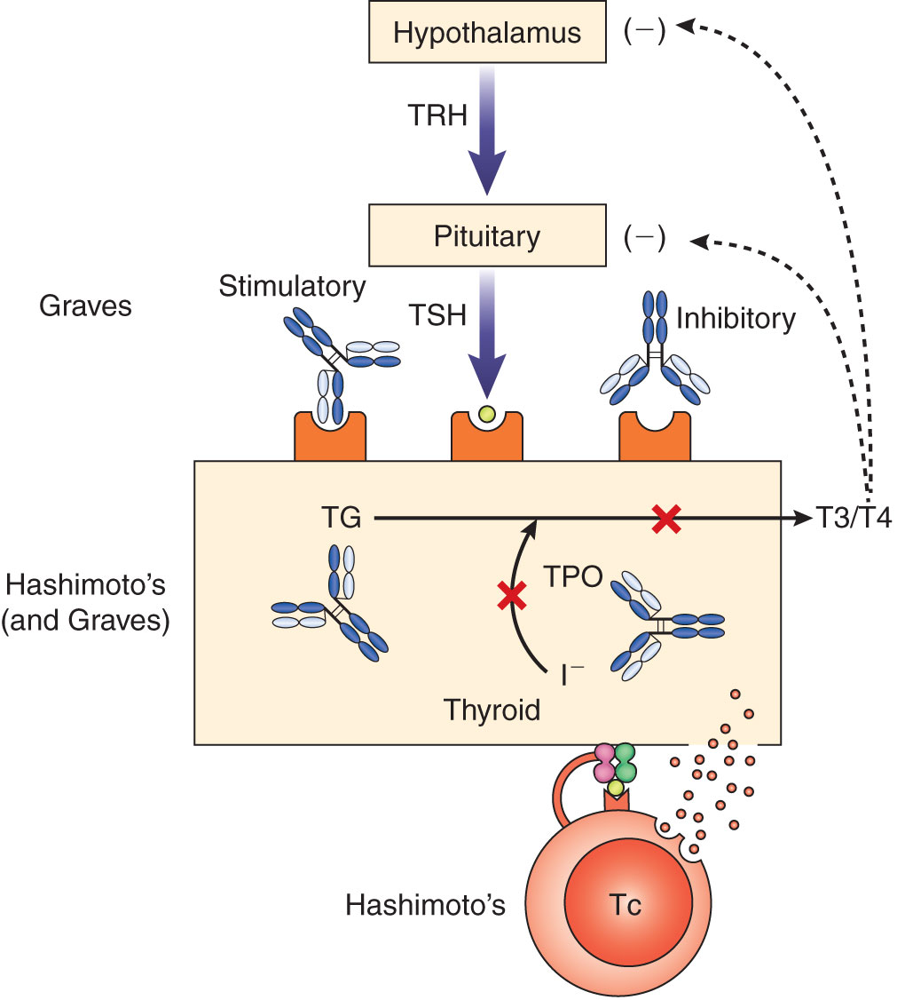 Hypothalamus
(−)
TRH
Pituitary
(−)
Stimulatory
Graves
TSH
Inhibitory
TG
T3/T4
TPO
Hashimoto’s
(and Graves)
I−
Thyroid
Hashimoto’s
Tc